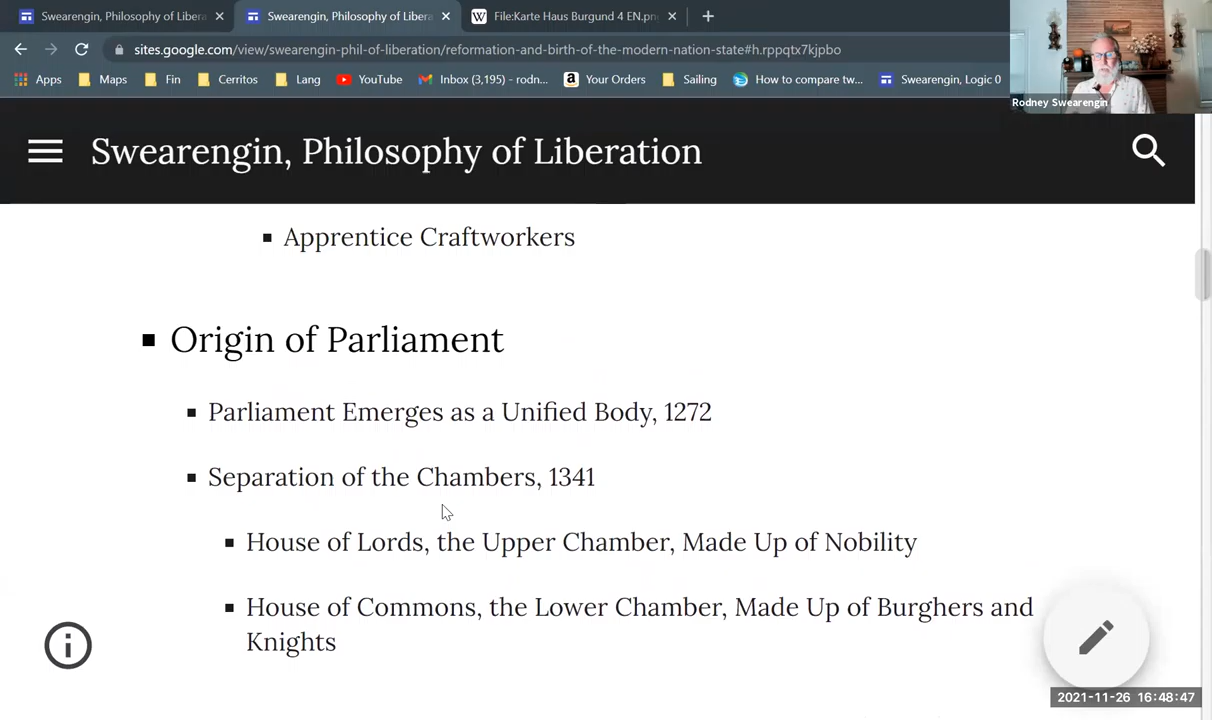 Swearengin, Philosophy of Libera
Swearengin, Philosophy of Libera
File:Karte Haus Burgund 4 EN.pn
sites.google.com/view/swearengin-phil-of-liberation/reformation-and-birth-of-the-modern-nation-state#h.rppqtx7kjpbo
Apps Maps Fin Cerritos Lang YouTube Inbox (3,195) - rodn... Your Orders Sailing How to compare tw... Swearengin, Logic 0
Rodney Swearengin
Swearengin, Philosophy of Liberation
Apprentice Craftworkers
Origin of Parliament
Parliament Emerges as a Unified Body, 1272
Separation of the Chambers, 1341
House of Lords, the Upper Chamber, Made Up of Nobility
House of Commons, the Lower Chamber, Made Up of Burghers and
Knights
2021-11-26 16:48:47